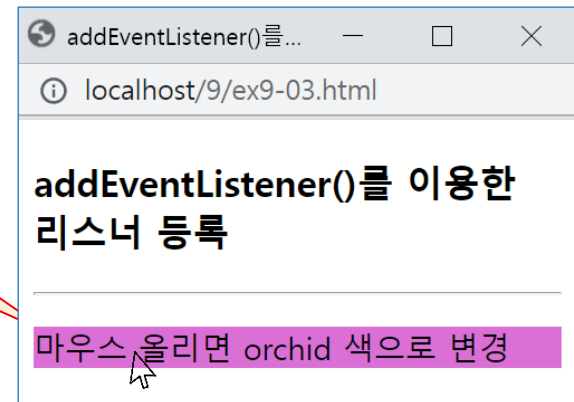 addEventListener()를...
localhost/9/ex9-03.html
addEventListener()를 이용한
리스너 등록
마우스 올리면 orchid 색으로 변경